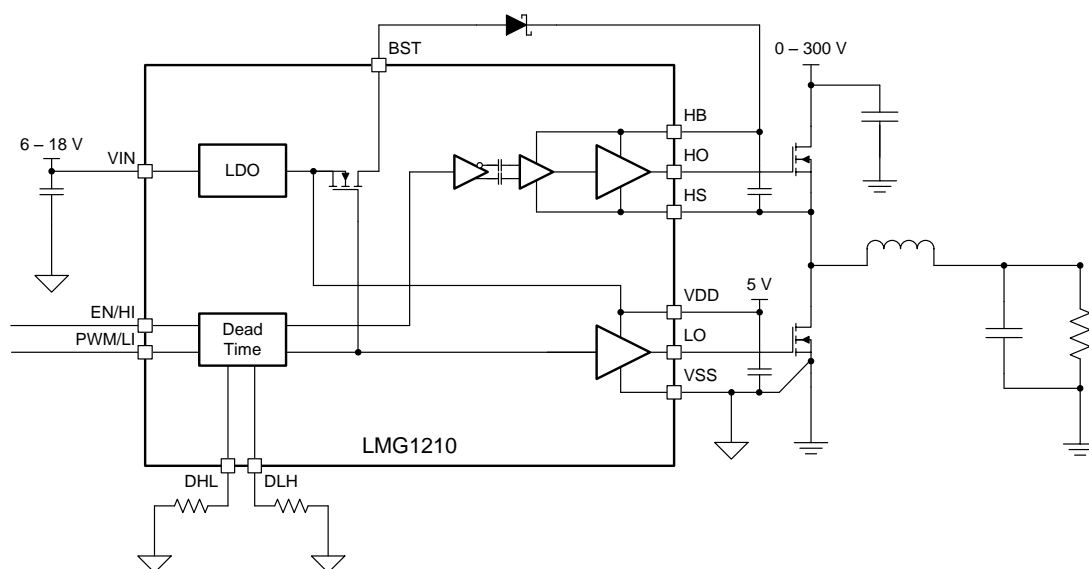 BST
0 – 300 V
6 – 18 V
VIN
LDO
HB
HO
HS
EN/HI
PWM/LI
Dead
Time
VDD
5 V
LO
VSS
LMG1210
DHL
DLH